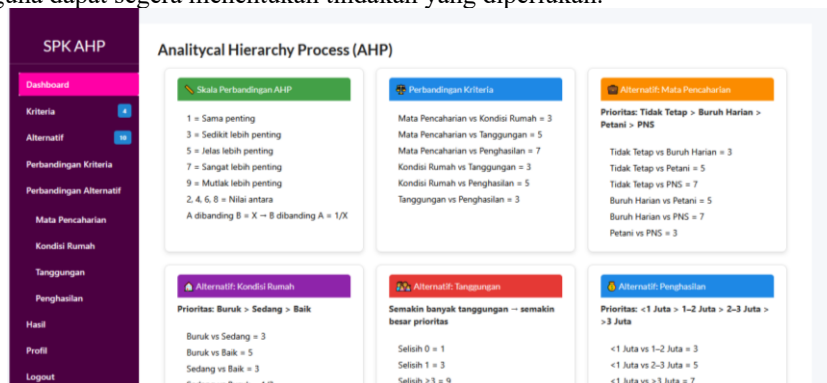 dapat segera menentukan tindakan yang diperlukan.
SPK AHP
Dashboard
Kriteria 4
Alternatif 10
Perbandingan Kriteria
Perbandingan Alternatif
Mata Pencaharian
Kondisi Rumah
Tanggungan
Penghasilan
Hasil
Profil
Logout
Analitycal Hierarchy Process (AHP)
Skala Perbandingan AHP
1 = Sama penting
3 = Sedikit lebih penting
5 = Jelas lebih penting
7 = Sangat lebih penting
9 = Mutlak lebih penting
2, 4, 6, 8 = Nilai antara
A dibanding B = X → B dibanding A = 1/X
Perbandingan Kriteria
Mata Pencaharian vs Kondisi Rumah = 3
Mata Pencaharian vs Tanggungan = 5
Mata Pencaharian vs Penghasilan = 7
Kondisi Rumah vs Tanggungan = 3
Kondisi Rumah vs Penghasilan = 5
Tanggungan vs Penghasilan = 3
Alternatif: Mata Pencaharian
Prioritas: Tidak Tetap > Buruh Harian >
Petani > PNS
Tidak Tetap vs Buruh Harian = 3
Tidak Tetap vs Petani = 5
Tidak Tetap vs PNS = 7
Buruh Harian vs Petani = 5
Buruh Harian vs PNS = 7
Petani vs PNS = 3
Alternatif: Kondisi Rumah
Prioritas: Buruk > Sedang > Baik
Buruk vs Sedang = 3
Buruk vs Baik = 5
Sedang vs Baik = 3
Alternatif: Tanggungan
Semakin banyak tanggungan → semakin
besar prioritas
Selisih 0 = 1
Selisih 1 = 3
Selisih ≥3 = 9
Alternatif: Penghasilan
Prioritas: <1 Juta > 1–2 Juta > 2–3 Juta >
>3 Juta
<1 Juta vs 1–2 Juta = 3
<1 Juta vs 2–3 Juta = 5
<1 Juta vs >3 Juta = 7